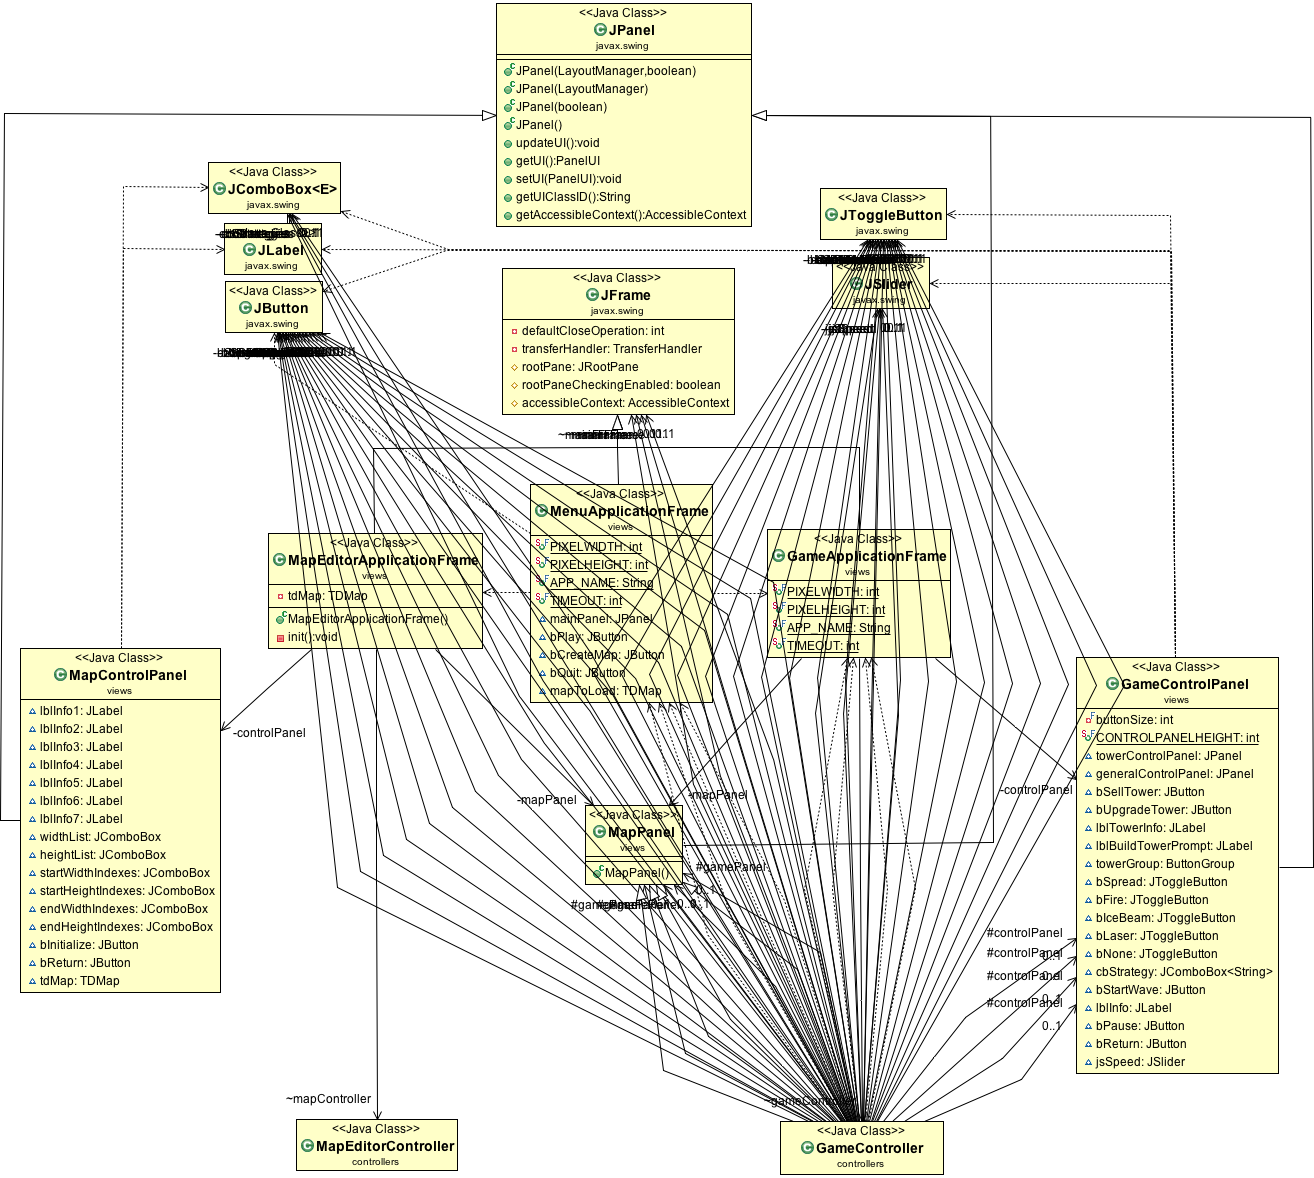 <<Java Class>>
JPanel
javax.swing
JPanel(LayoutManager,boolean)
JPanel(LayoutManager)
JPanel(boolean)
JPanel()
updateUI():void
getUI():PanelUI
setUI(PanelUI):void
getUIClassID():String
getAccessibleContext():AccessibleContext
<<Java Class>>
JComboBox<E>
javax.swing
JLabel
javax.swing
<<Java Class>>
JButton
javax.swing
<<Java Class>>
JToggleButton
javax.swing
<<Java Class>>
JSlider
javax.swing
<<Java Class>>
JFrame
javax.swing
defaultCloseOperation: int
transferHandler: TransferHandler
rootPane: JRootPane
rootPaneCheckingEnabled: boolean
accessibleContext: AccessibleContext
<<Java Class>>
MenuApplicationFrame
views
PIXELWIDTH: int
PIXELHEIGHT: int
APP_NAME: String
TIMEOUT: int
mainPanel: JPanel
bPlay: JButton
bCreateMap: JButton
bQuit: JButton
mapToLoad: TDMap
<<Java Class>>
MapEditorApplicationFrame
views
tdMap: TDMap
MapEditorApplicationFrame()
init():void
<<Java Class>>
GameApplicationFrame
views
PIXELWIDTH: int
PIXELHEIGHT: int
APP_NAME: String
TIMEOUT: int
<<Java Class>>
MapControlPanel
views
lblInfo1: JLabel
lblInfo2: JLabel
lblInfo3: JLabel
lblInfo4: JLabel
lblInfo5: JLabel
lblInfo6: JLabel
lblInfo7: JLabel
widthList: JComboBox
heightList: JComboBox
startWidthIndexes: JComboBox
startHeightIndexes: JComboBox
endWidthIndexes: JComboBox
endHeightIndexes: JComboBox
bInitialize: JButton
bReturn: JButton
tdMap: TDMap
-controlPanel
-mapPanel
-mapPanel
-controlPanel
<<Java Class>>
MapPanel
views
MapPanel()
#gamePanel
0..1
<<Java Class>>
GameControlPanel
views
buttonSize: int
CONTROLPANELHEIGHT: int
towerControlPanel: JPanel
generalControlPanel: JPanel
bSellTower: JButton
bUpgradeTower: JButton
lblTowerInfo: JLabel
lblBuildTowerPrompt: JLabel
towerGroup: ButtonGroup
bSpread: JToggleButton
bFire: JToggleButton
bIceBeam: JToggleButton
bLaser: JToggleButton
bNone: JToggleButton
cbStrategy: JComboBox<String>
bStartWave: JButton
lblInfo: JLabel
bPause: JButton
bReturn: JButton
jsSpeed: JSlider
#controlPanel
#controlPanel
0..1
#controlPanel
0..1
#controlPanel
0..1
0..1
~mapController
~gameController
<<Java Class>>
MapEditorController
controllers
<<Java Class>>
GameController
controllers